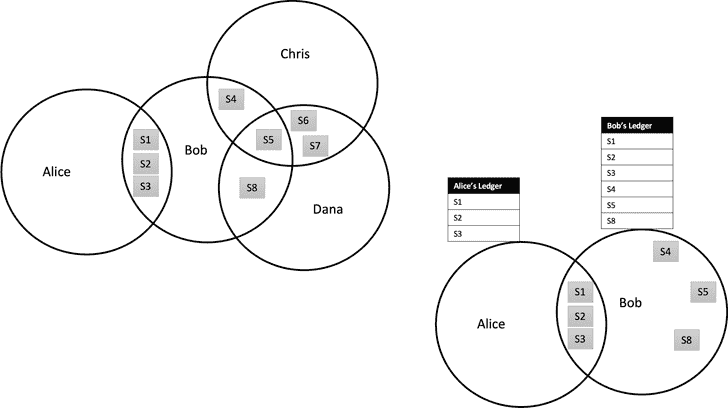 Chris
S4
S6
S1
Bob
S5
S7
S2
Alice
S3
S8
Dana
Alice's Ledger
S1
S2
S3
Bob's Ledger
S1
S2
S3
S4
S5
S8
S4
S1
S5
Bob
S2
Alice
S3
S8